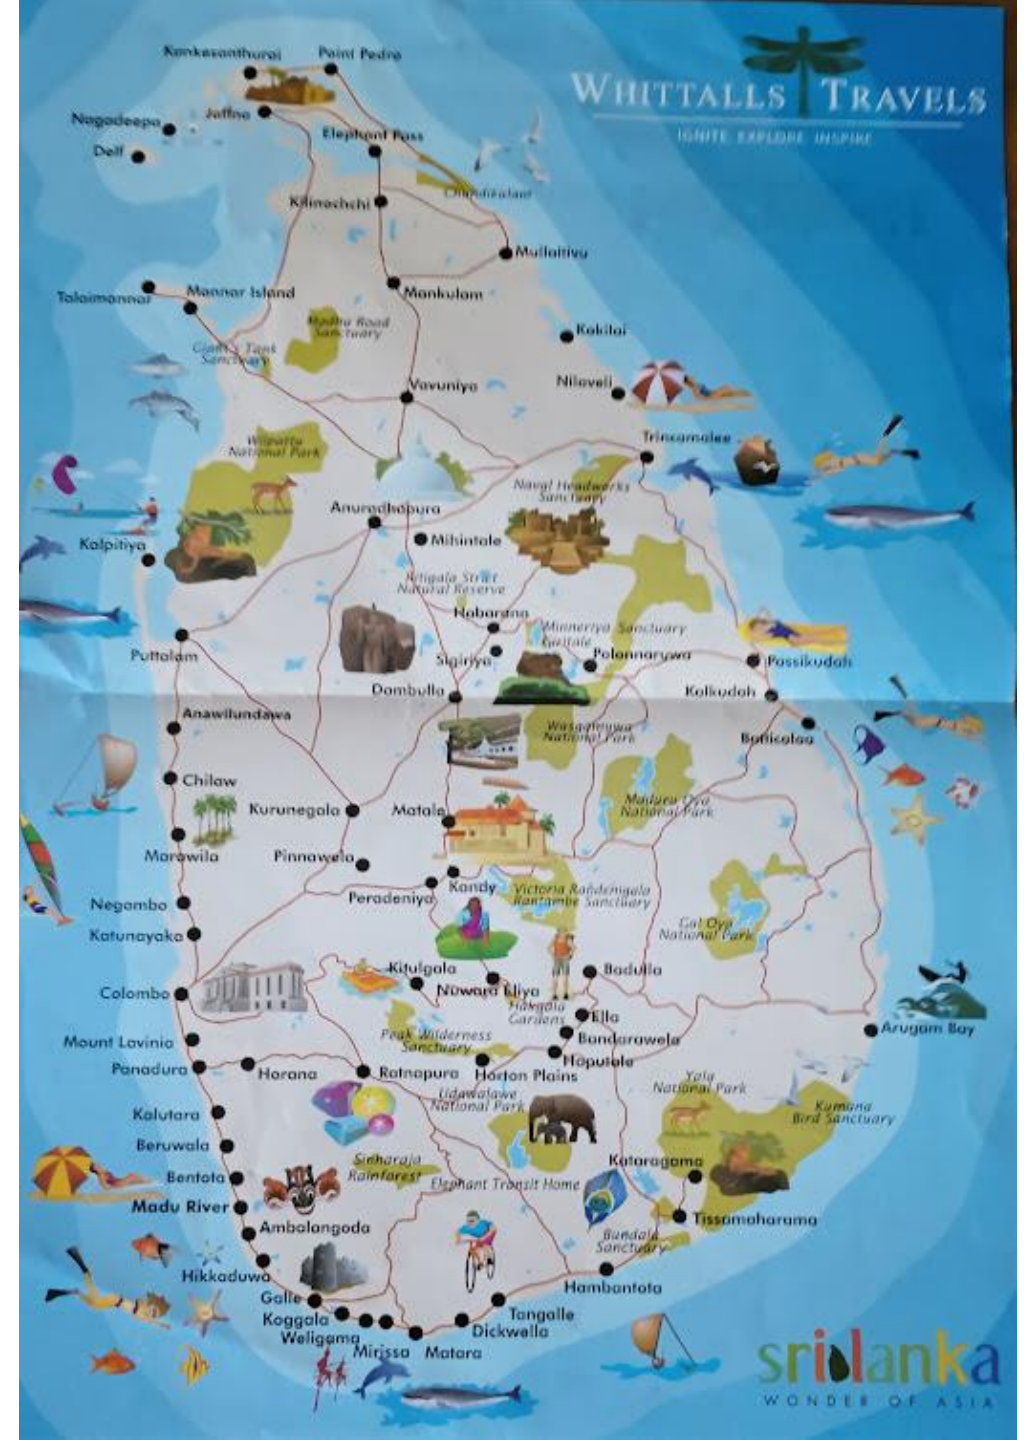 Kankesanthurai
Point Pedro
WHITTALLS TRAVELS
IGNITE EXPLORE INSPIRE
Jaffna
Nagadeepa
Elephant Pass
Delf
Chundikulam
Kilinochchi
Mullaitivu
Talaimannar
Mannar Island
Mankulam
Madhu Road
Sanctuary
Kokilai
Giant's Tank
Sanctuary
Vavuniya
Nilaveli
Wilpattu
National Park
Trincomalee
Naval Headworks
Sanctuary
Anuradhapura
Mihintale
Kalpitiya
Ritigala Strict
Natural Reserve
Habarana
Minneriya Sanctuary
Puttalam
Sigiriya
Polonnaruwa
Passikudah
Dambulla
Kalkudah
Anawilundawa
Wasgamuwa
National Park
Batticaloa
Chilaw
Kurunegala
Matale
Maduru Oya
National Park
Marawila
Pinnawela
Negombo
Peradeniya
Kandy
Victoria Randenigala
Rantambe Sanctuary
Katunayaka
Gal Oya
National Park
Colombo
Kitulgala
Nuwara Eliya
Badulla
Hakgala
Gardens
Ella
Mount Lavinia
Peak Wilderness
Sanctuary
Bandarawela
Arugam Bay
Panadura
Horana
Ratnapura
Horton Plains
Haputale
Yala
National Park
Kalutara
Udawalawe
National Park
Kumana
Bird Sanctuary
Beruwala
Bentota
Sinharaja
Rainforest
Elephant Transit Home
Kataragama
Madu River
Ambalangoda
Tissamaharama
Bundala
Sanctuary
Hikkaduwa
Galle
Hambantota
Koggala
Tangalle
Weligama
Dickwella
Mirissa
Matara
srilanka
WONDER OF ASIA